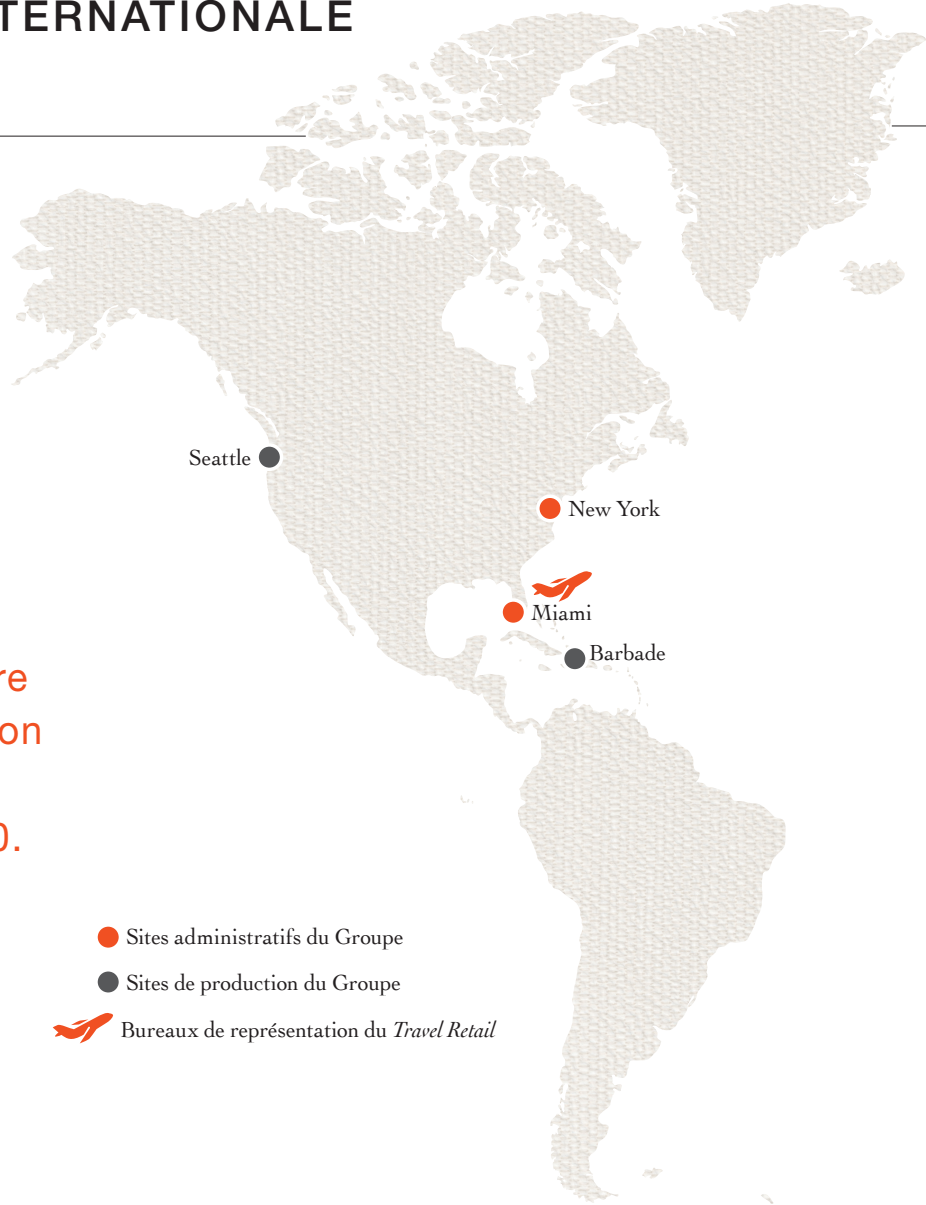 TERNATIONALE
Seattle
New York
Miami
Barbade
re
on
0.
Sites administratifs du Groupe
Sites de production du Groupe
Bureaux de représentation du Travel Retail